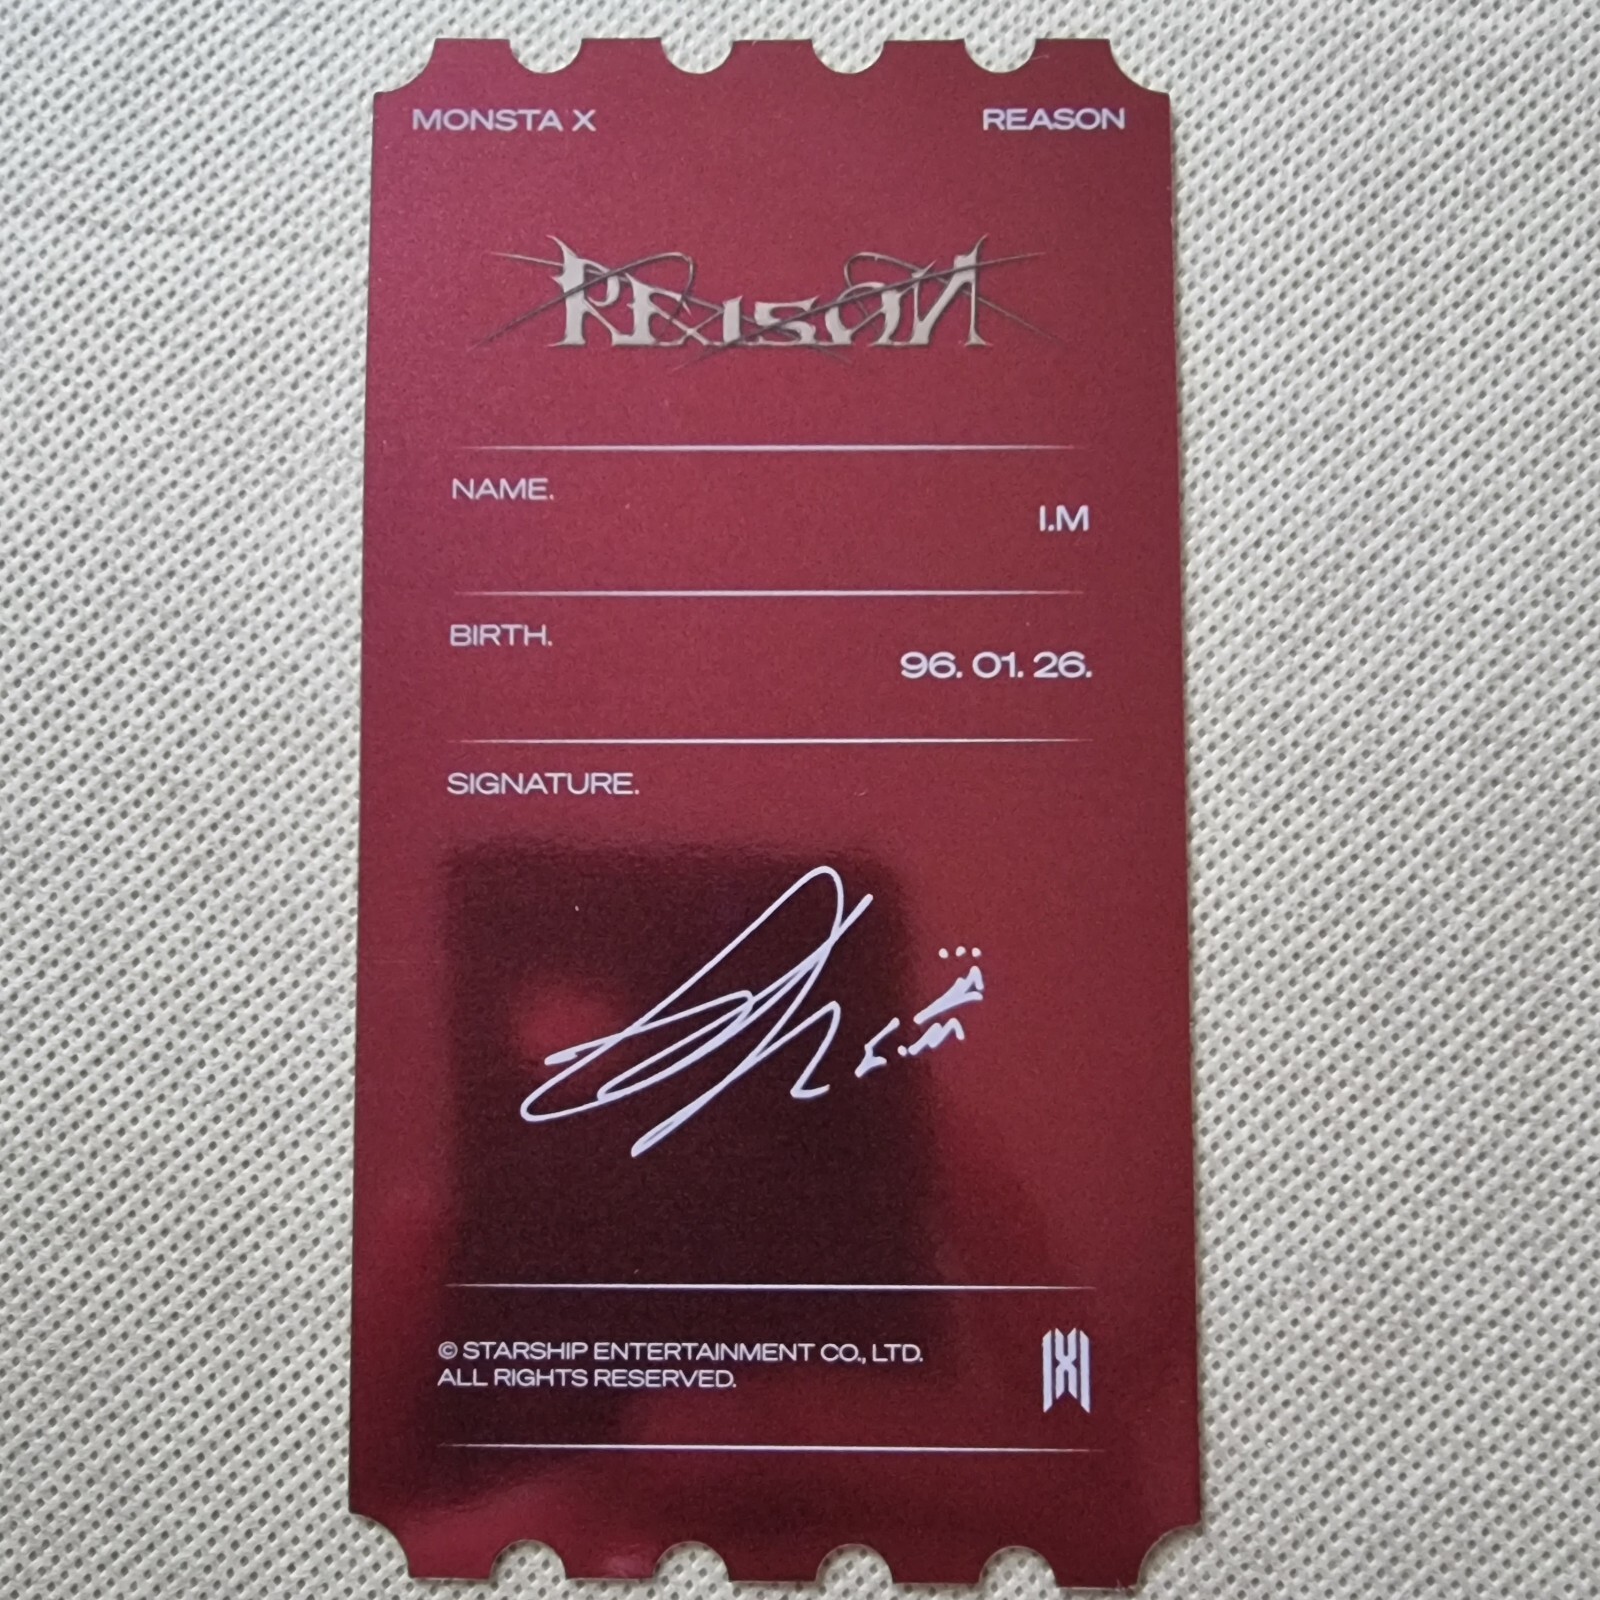 MONSTA X REASON
REASON
NAME.
I.M
BIRTH.
96. 01. 26.
SIGNATURE.
I.M
© STARSHIP ENTERTAINMENT CO., LTD.
ALL RIGHTS RESERVED.